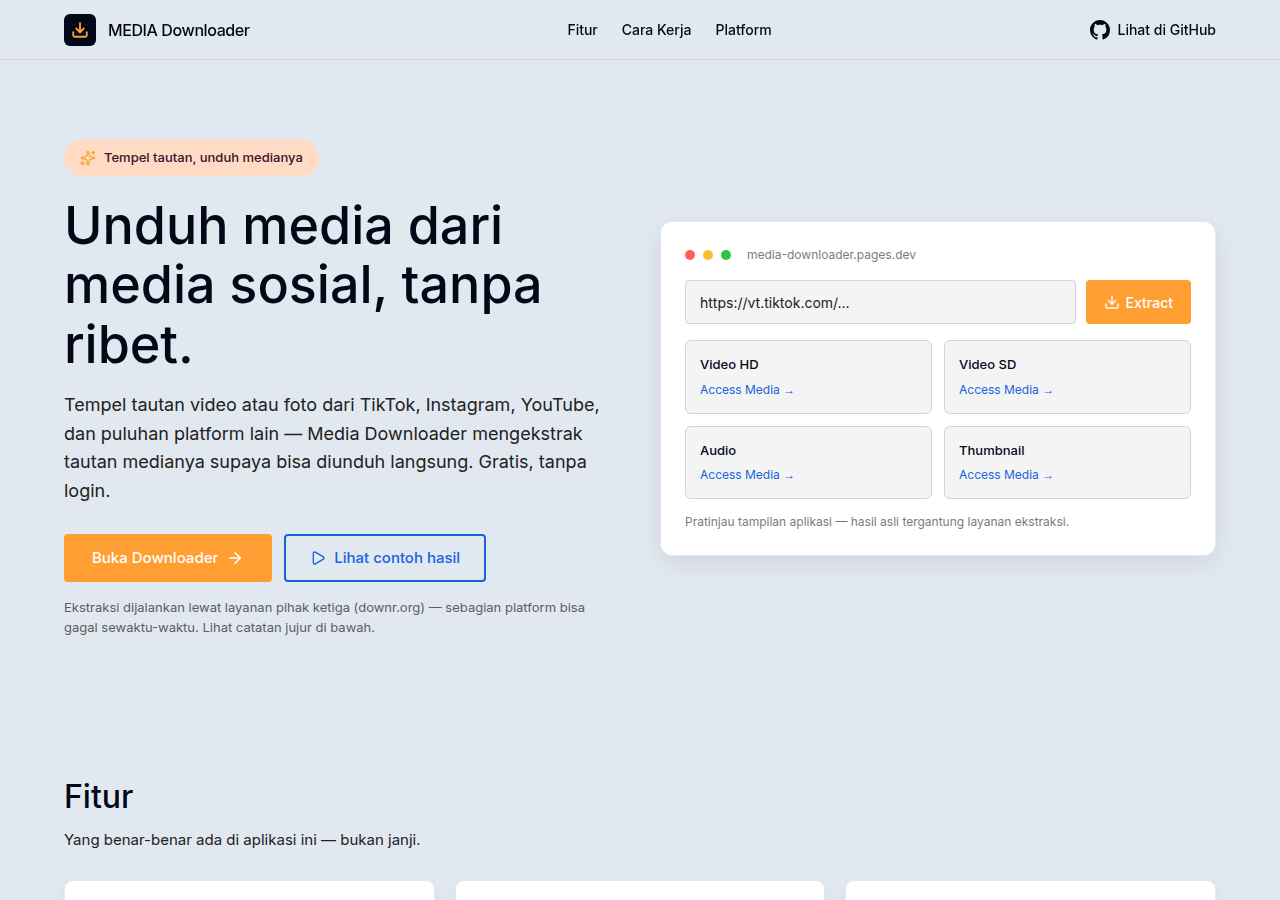 MEDIA Downloader
Fitur
Cara Kerja
Platform
Lihat di GitHub
Tempel tautan, unduh medianya
Unduh media dari
media sosial, tanpa
ribet.
Tempel tautan video atau foto dari TikTok, Instagram, YouTube,
dan puluhan platform lain — Media Downloader mengekstrak
tautan medianya supaya bisa diunduh langsung. Gratis, tanpa
login.
Buka Downloader →
Lihat contoh hasil
Ekstraksi dijalankan lewat layanan pihak ketiga (downr.org) — sebagian platform bisa
gagal sewaktu-waktu. Lihat catatan jujur di bawah.
media-downloader.pages.dev
https://vt.tiktok.com/...
Extract
Video HD
Access Media →
Video SD
Access Media →
Audio
Access Media →
Thumbnail
Access Media →
Pratinjau tampilan aplikasi — hasil asli tergantung layanan ekstraksi.
Fitur
Yang benar-benar ada di aplikasi ini — bukan janji.